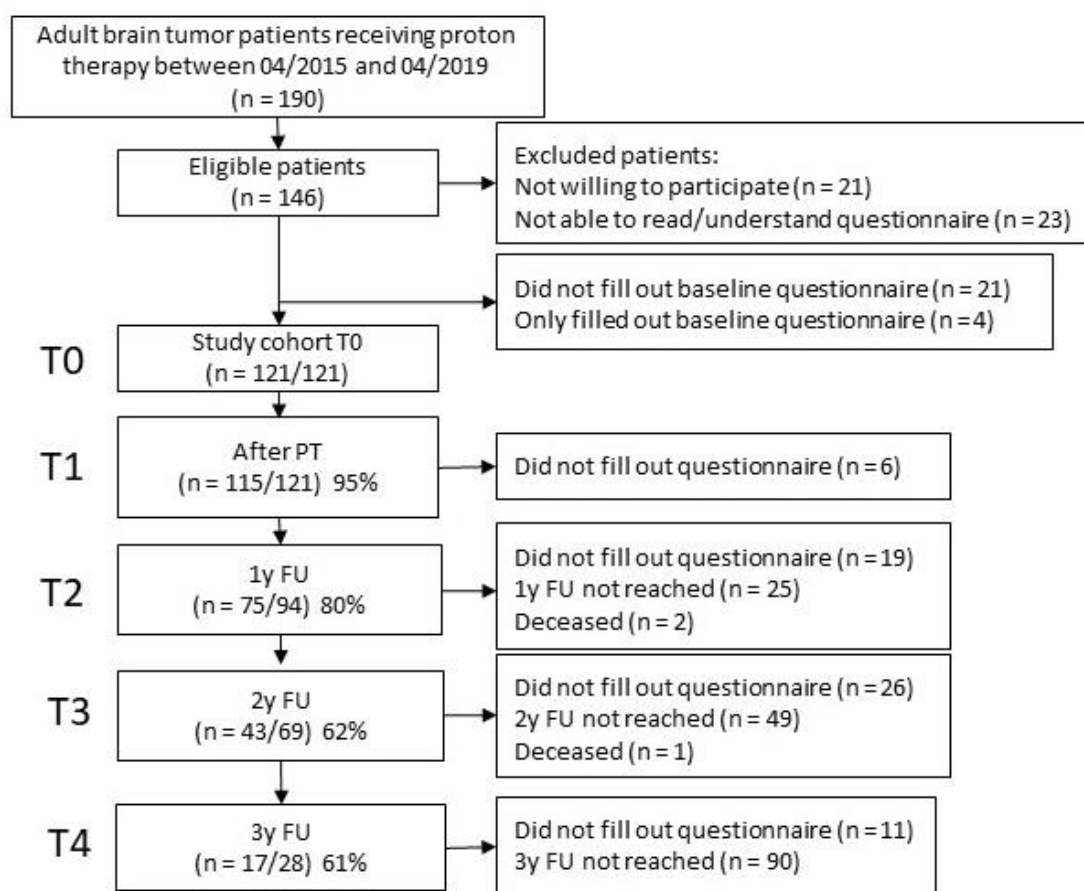 Adult brain tumor patients receiving proton
therapy between 04/2015 and 04/2019
(n = 190)
Eligible patients
(n = 146)
Excluded patients:
Not willing to participate (n = 21)
Not able to read/understand questionnaire (n = 23)
Did not fill out baseline questionnaire (n = 21)
Only filled out baseline questionnaire (n = 4)
T0
Study cohort T0
(n = 121/121)
T1
After PT
(n = 115/121) 95%
Did not fill out questionnaire (n = 6)
T2
1y FU
(n = 75/94) 80%
Did not fill out questionnaire (n = 19)
1y FU not reached (n = 25)
Deceased (n = 2)
T3
2y FU
(n = 43/69) 62%
Did not fill out questionnaire (n = 26)
2y FU not reached (n = 49)
Deceased (n = 1)
T4
3y FU
(n = 17/28) 61%
Did not fill out questionnaire (n = 11)
3y FU not reached (n = 90)